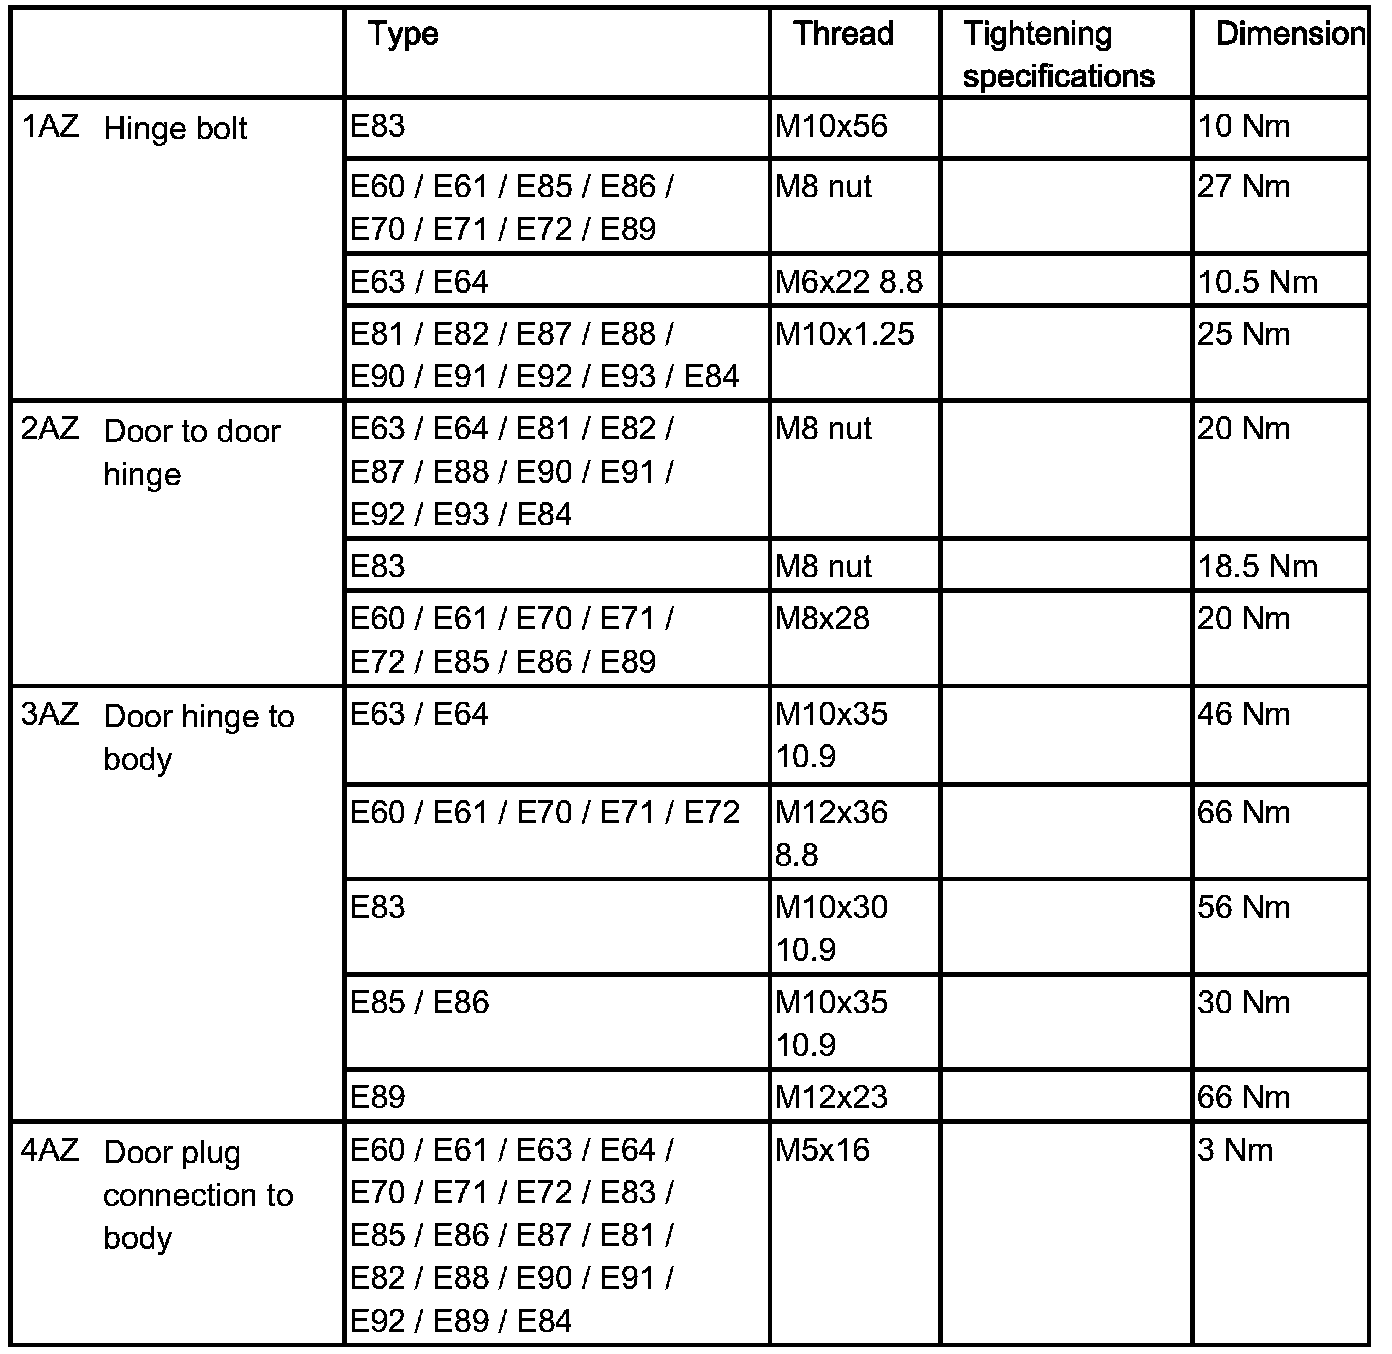 Type Thread Tightening Dimension
specifications
1AZ Hinge bolt E83 M10x56 10 Nm
E60 / E61 / E85 / E86 / M8 nut 27 Nm
E70 / E71 / E72 / E89
E63 / E64 M6x22 8.8 10.5 Nm
E81 / E82 / E87 / E88 / M10x1.25 25 Nm
E90 / E91 / E92 / E93 / E84
2AZ Door to door E63 / E64 / E81 / E82 / M8 nut 20 Nm
hinge E87 / E88 / E90 / E91 /
E92 / E93 / E84
E83 M8 nut 18.5 Nm
E60 / E61 / E70 / E71 / M8x28 20 Nm
E72 / E85 / E86 / E89
3AZ Door hinge to E63 / E64 M10x35 46 Nm
body 10.9
E60 / E61 / E70 / E71 / E72 M12x36 66 Nm
8.8
E83 M10x30 56 Nm
10.9
E85 / E86 M10x35 30 Nm
10.9
E89 M12x23 66 Nm
4AZ Door plug E60 / E61 / E63 / E64 / M5x16 3 Nm
connection to E70 / E71 / E72 / E83 /
body E85 / E86 / E87 / E81 /
E82 / E88 / E90 / E91 /
E92 / E89 / E84